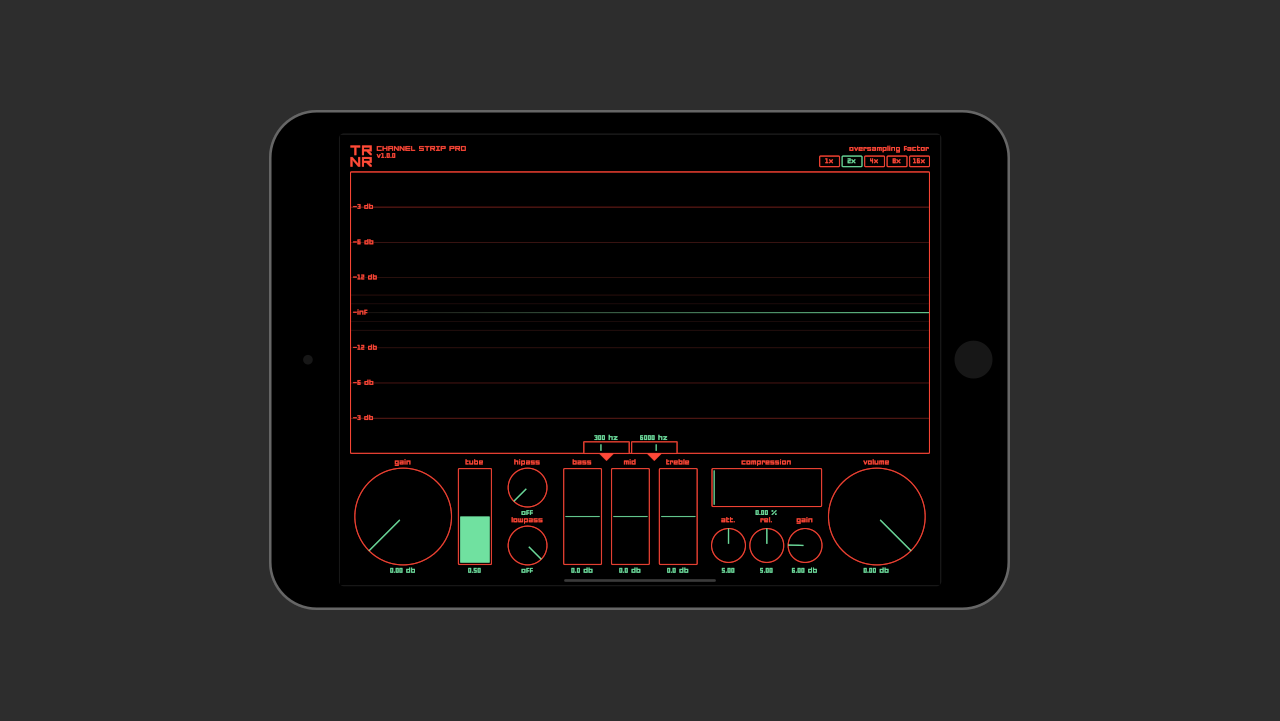 TR
NR
CHANNEL STRIP PRO
v1.0.0
oversampling factor
1x 2x 4x 8x 16x
-3 db
-6 db
-12 db
-inf
-12 db
-6 db
-3 db
300 hz 6000 hz
gain tube hipass bass mid treble compression volume
off 0.00 %
lowpass att. rel. gain
0.00 db 0.50 off 0.0 db 0.0 db 0.0 db 5.00 5.00 6.00 db 0.00 db